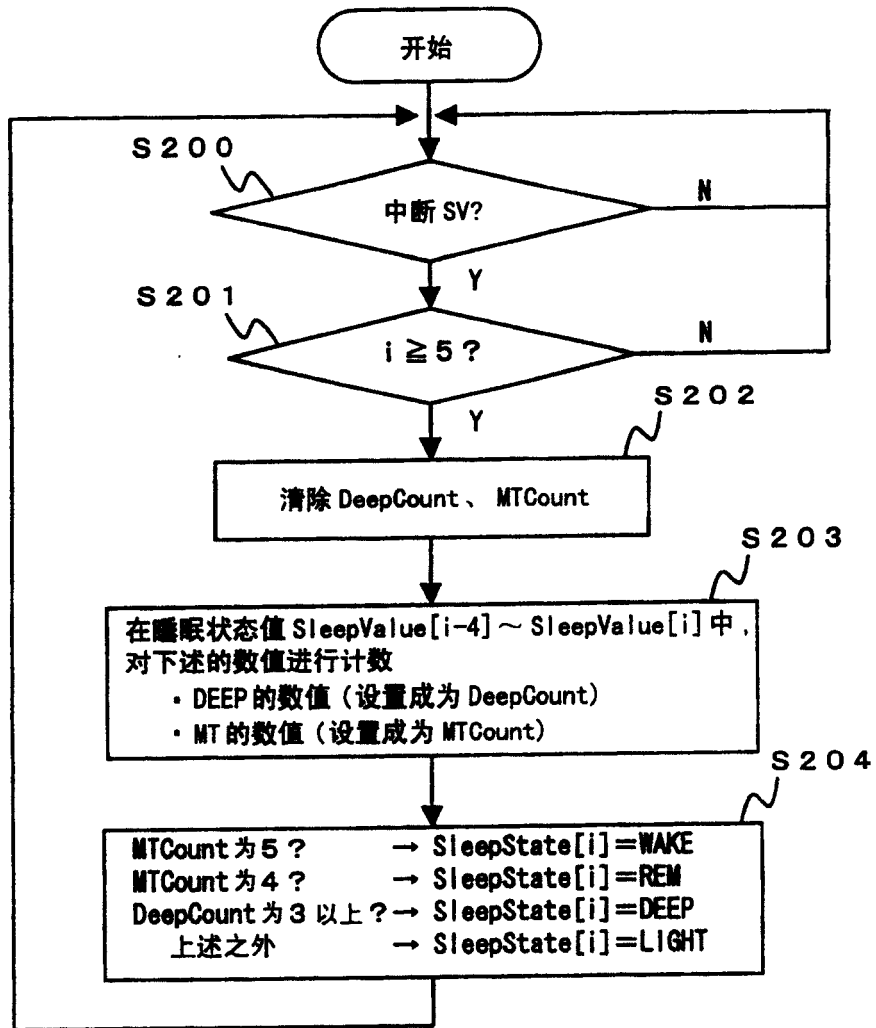 开始
S200
中断 SV?
N
Y
S201
i ≧ 5 ?
N
Y
S202
清除 DeepCount 、 MTCount
S203
在睡眠状态值 SleepValue[i-4] ～ SleepValue[i] 中 ,
对下述的数值进行计数
・ DEEP 的数值 (设置成为 DeepCount)
・ MT 的数值 (设置成为 MTCount)
S204
MTCount 为 5 ? → SleepState[i]=WAKE
MTCount 为 4 ? → SleepState[i]=REM
DeepCount 为 3 以上 ? → SleepState[i]=DEEP
上述之外 → SleepState[i]=LIGHT